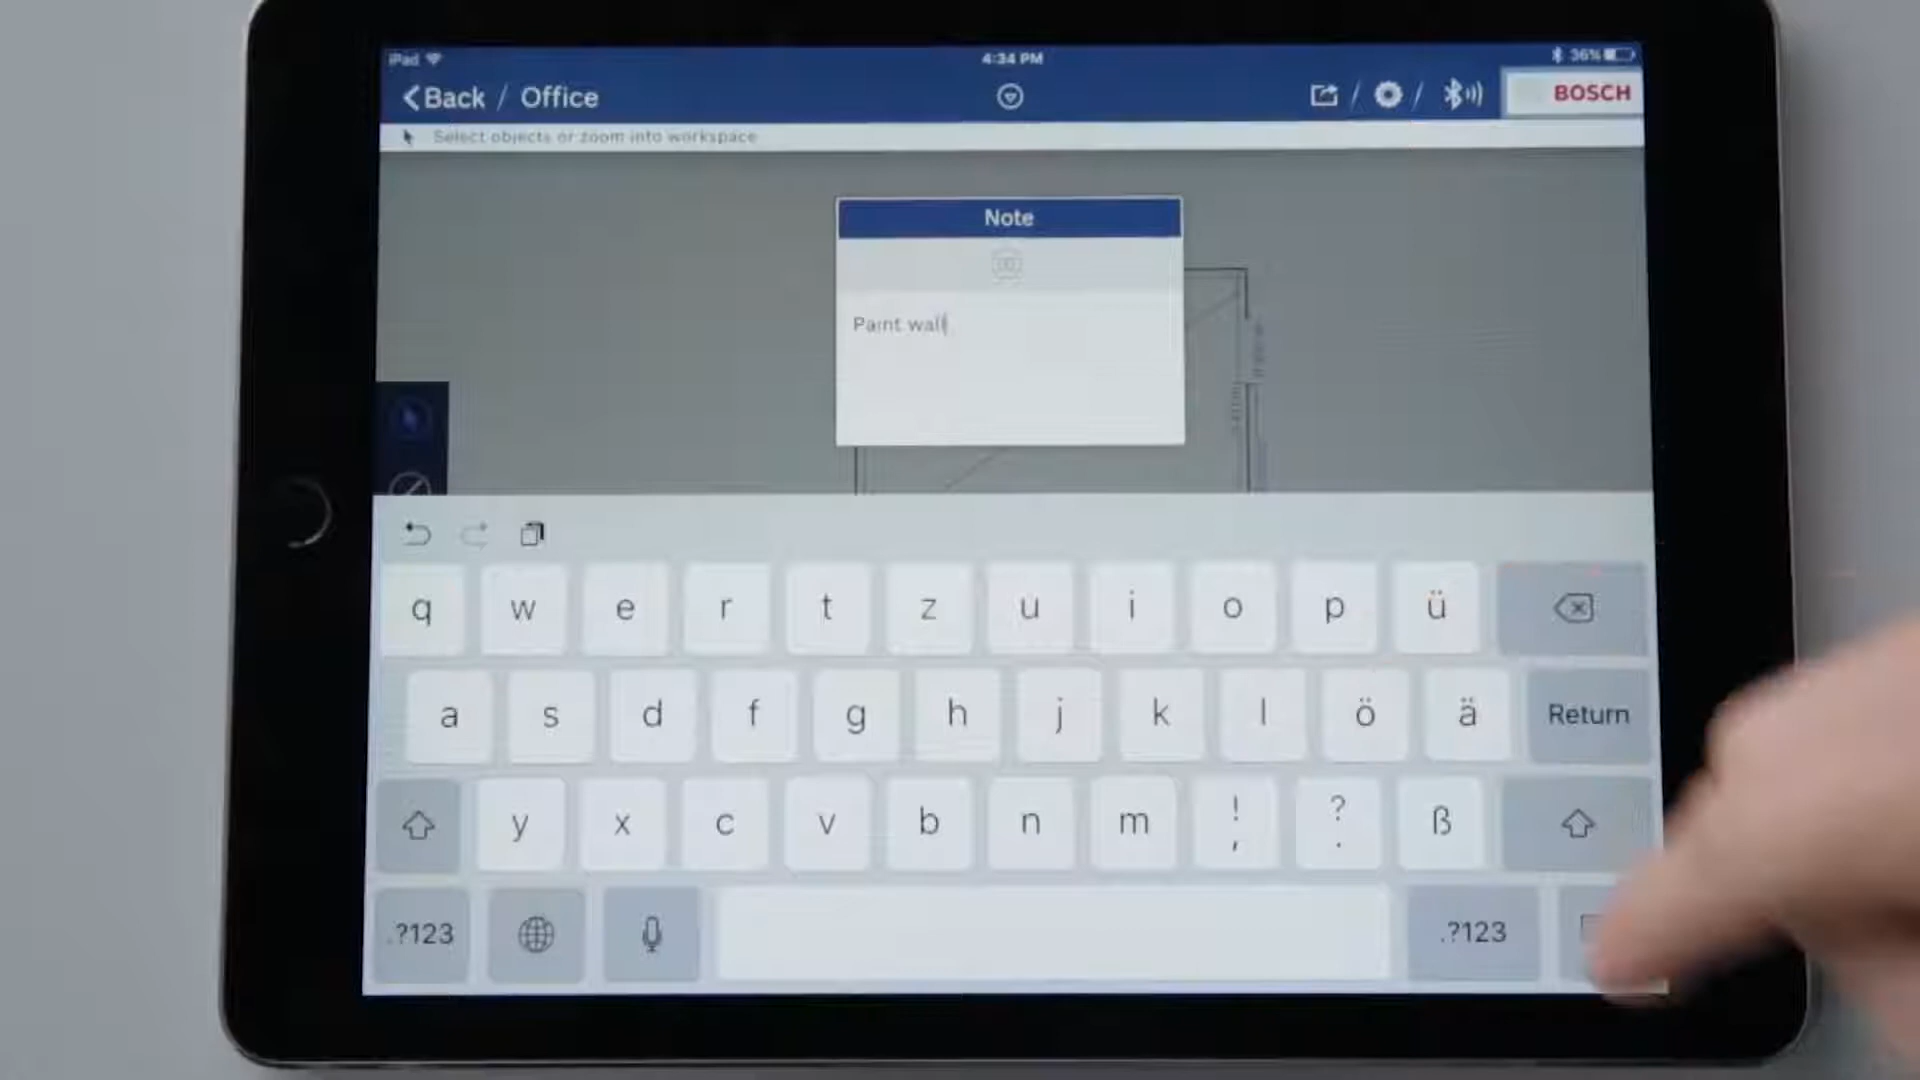 iPad 4:34 PM 36%
Back / Office
BOSCH
Select objects or zoom into workspace
Note
Paint wall
q w e r t z u i o p ü
a s d f g h j k l ö ä Return
y x c v b n m ! , ? . ß
.?123 .?123